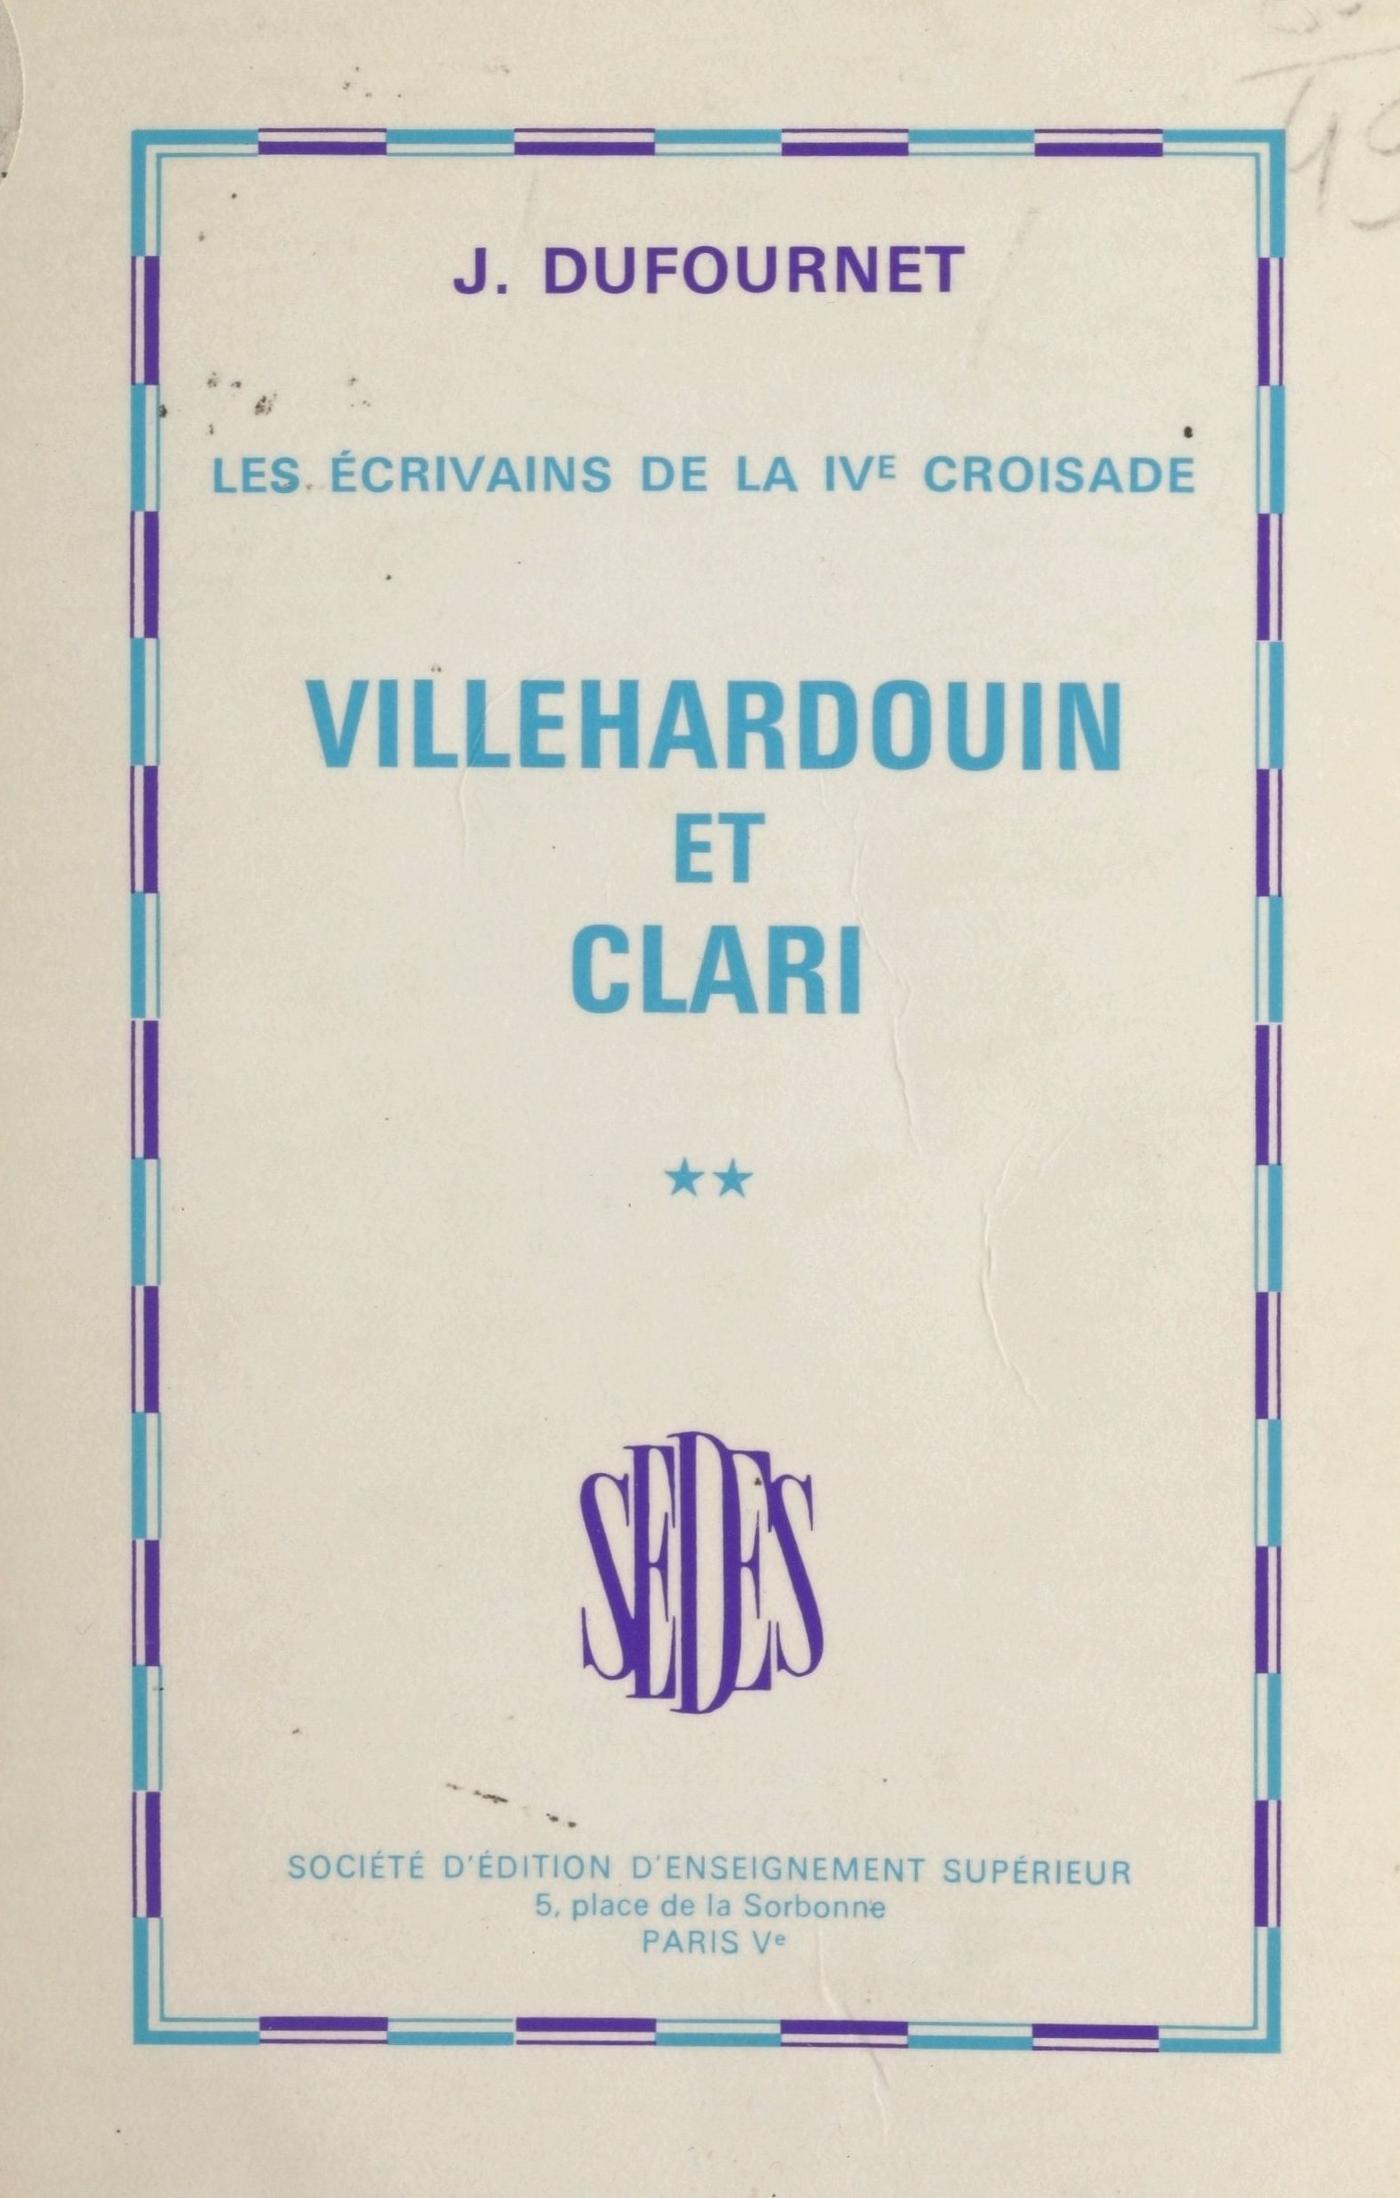 J. DUFOURNET
LES ÉCRIVAINS DE LA IVE CROISADE
VILLEHARDOUIN
ET
CLARI
★★
SEDES
SOCIÉTÉ D'ÉDITION D'ENSEIGNEMENT SUPÉRIEUR
5, place de la Sorbonne
PARIS Ve